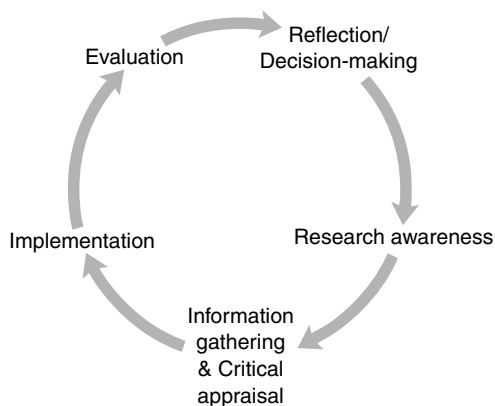 Reflection/
Decision-making
Research awareness
Information
gathering
& Critical
appraisal
Implementation
Evaluation